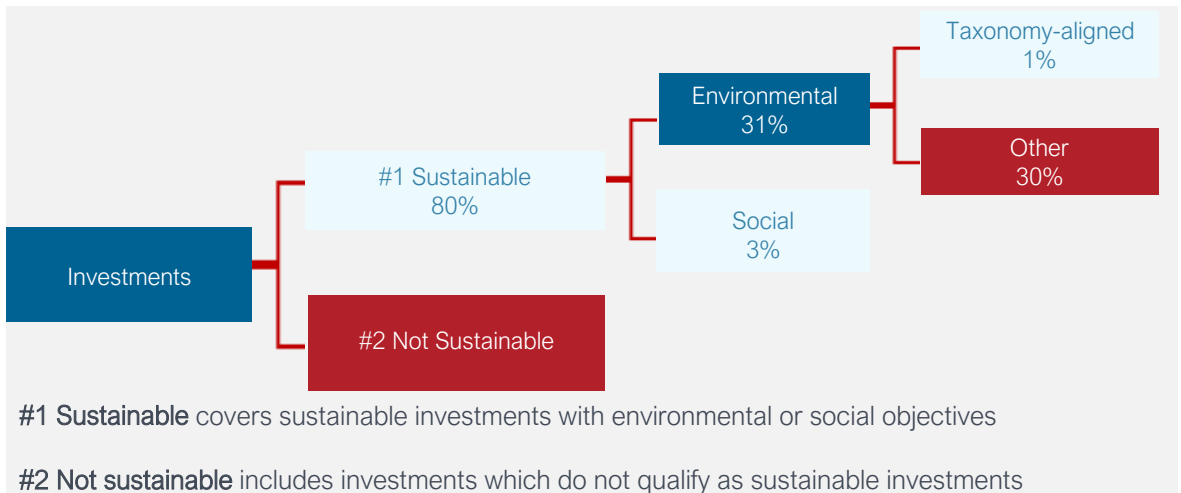 Taxonomy-aligned
1%
Environmental
31%
Other
30%
#1 Sustainable
80%
Social
3%
Investments
#2 Not Sustainable
#1 Sustainable covers sustainable investments with environmental or social objectives
#2 Not sustainable includes investments which do not qualify as sustainable investments